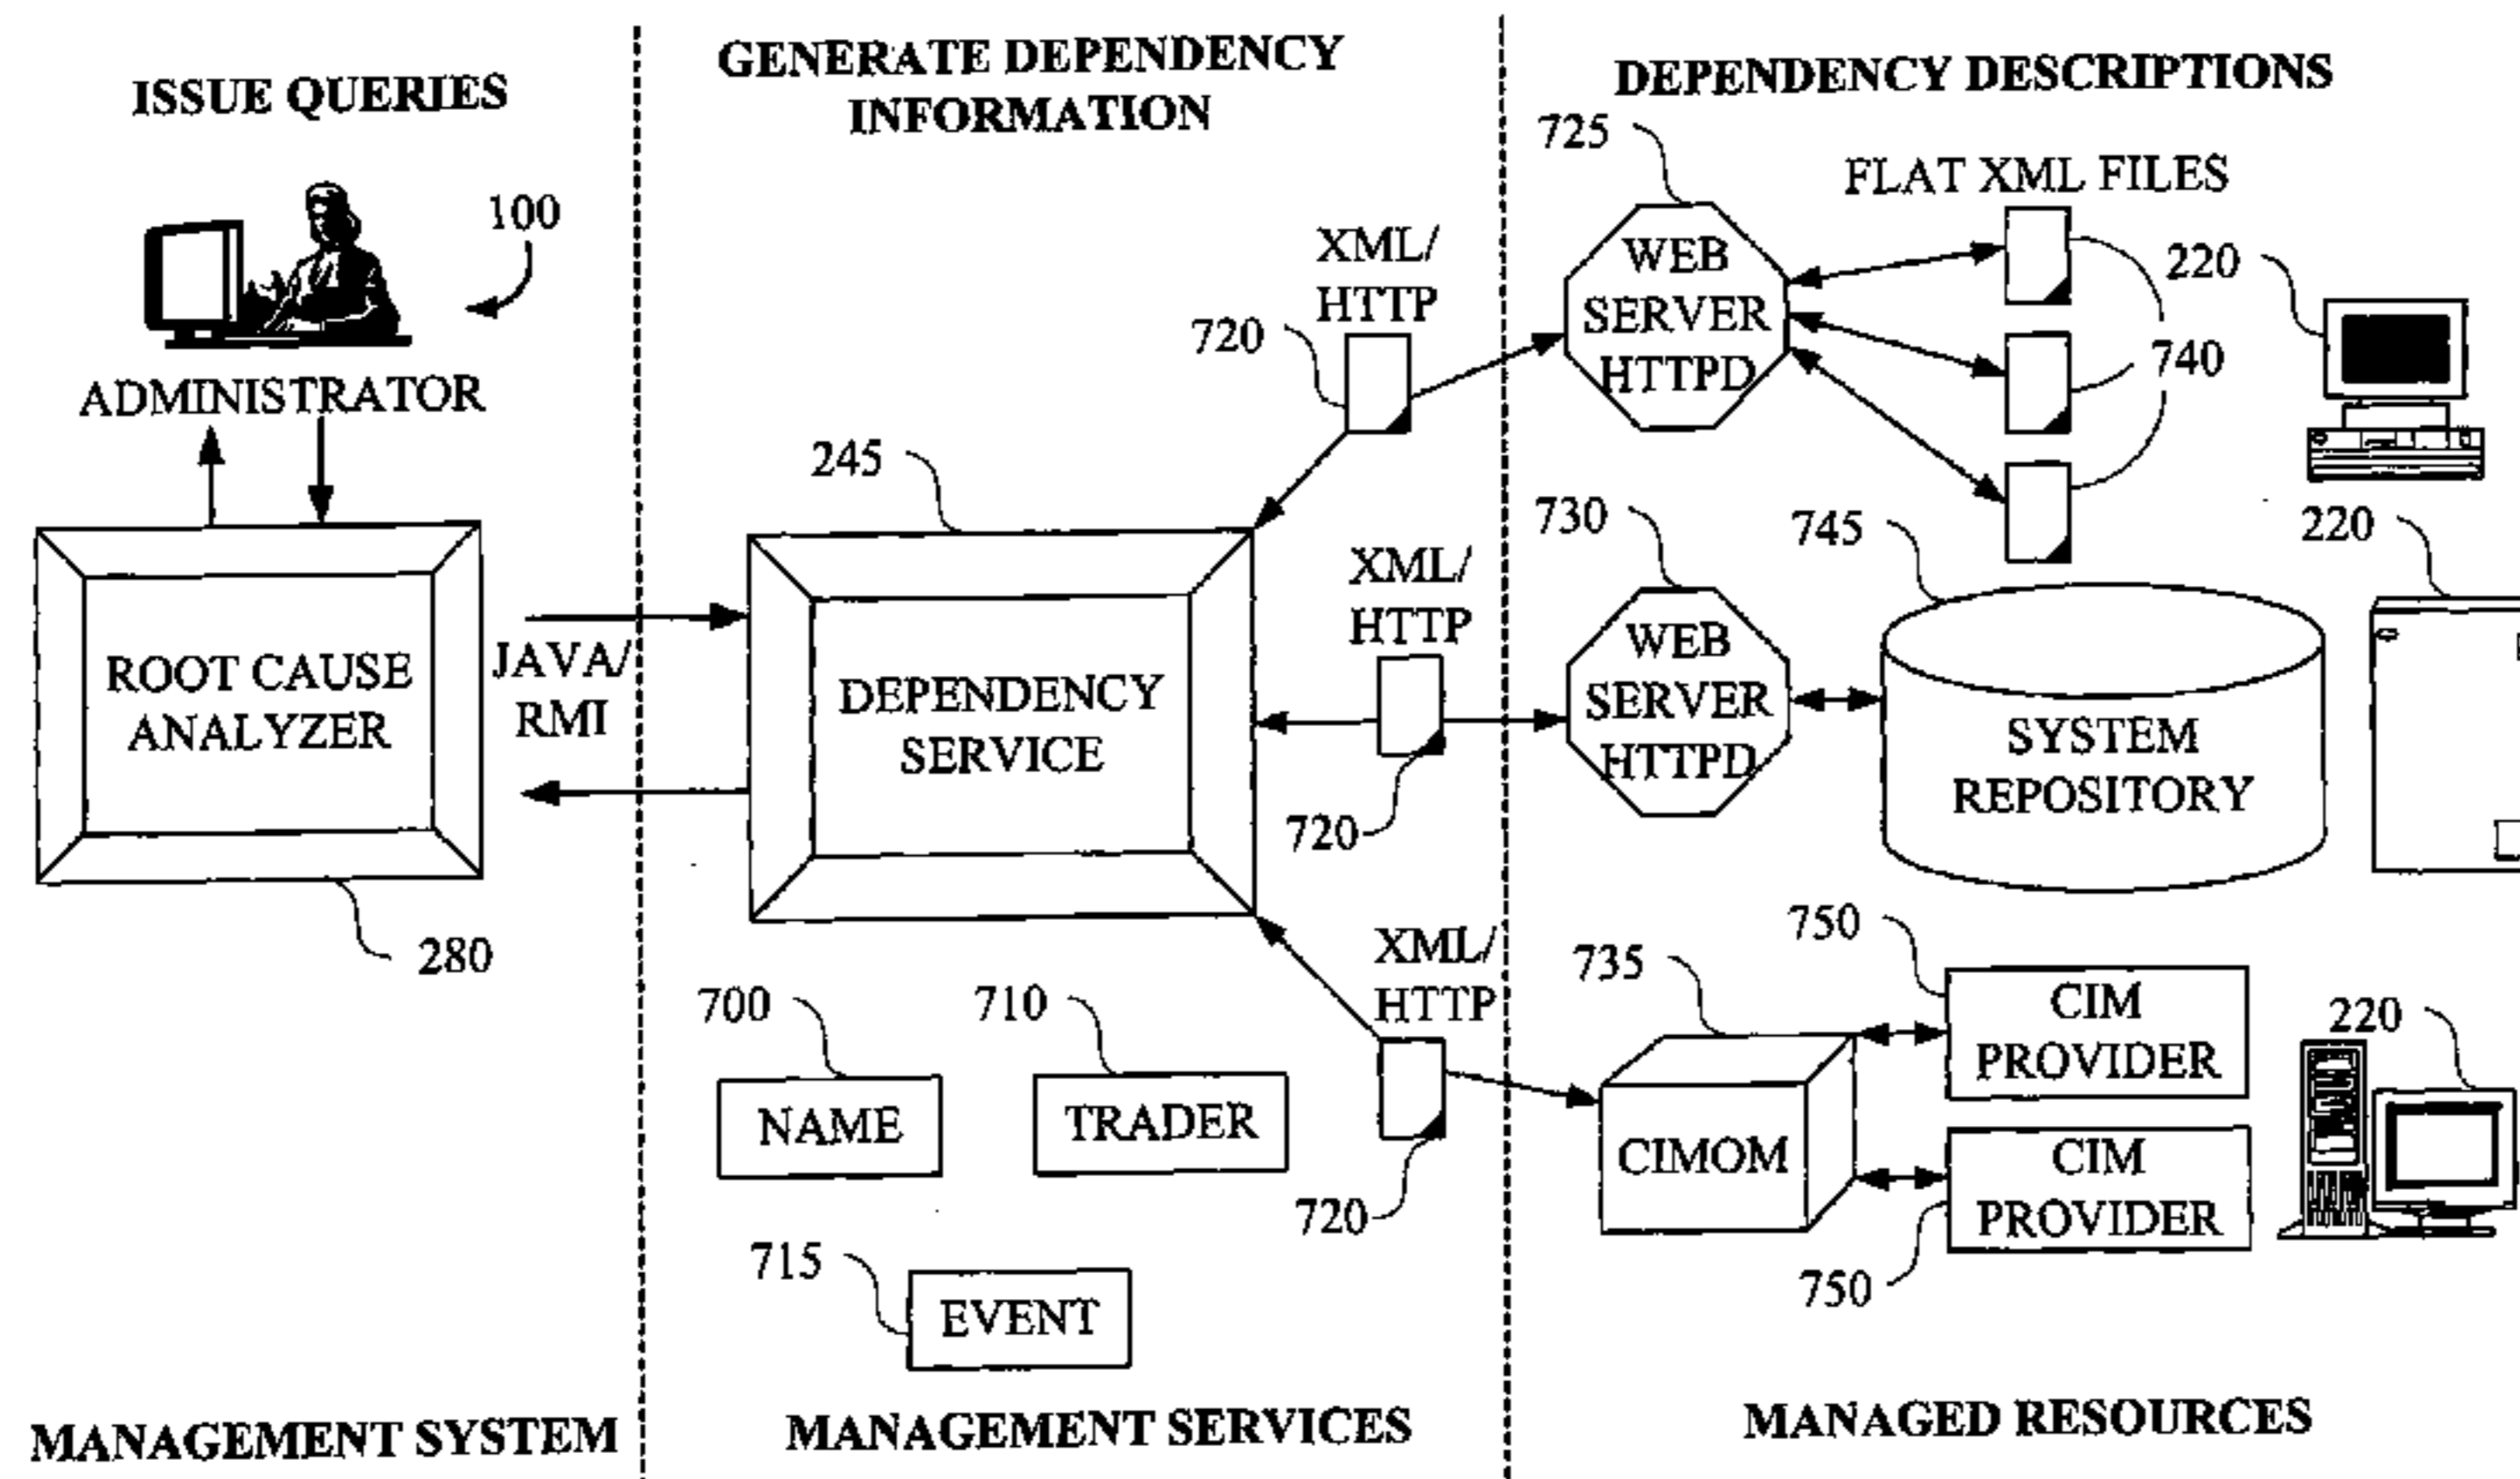 ISSUE QUERIES
100
ADMINISTRATOR
ROOT CAUSE
ANALYZER
280
JAVA/
RMI
MANAGEMENT SYSTEM
GENERATE DEPENDENCY
INFORMATION
245
DEPENDENCY
SERVICE
XML/
HTTP
720
XML/
HTTP
720
XML/
HTTP
720
700
NAME
710
TRADER
715
EVENT
MANAGEMENT SERVICES
DEPENDENCY DESCRIPTIONS
725
WEB
SERVER
HTTPD
FLAT XML FILES
740
220
730
WEB
SERVER
HTTPD
745
SYSTEM
REPOSITORY
220
735
CIMOM
750
CIM
PROVIDER
CIM
PROVIDER
750
220
MANAGED RESOURCES